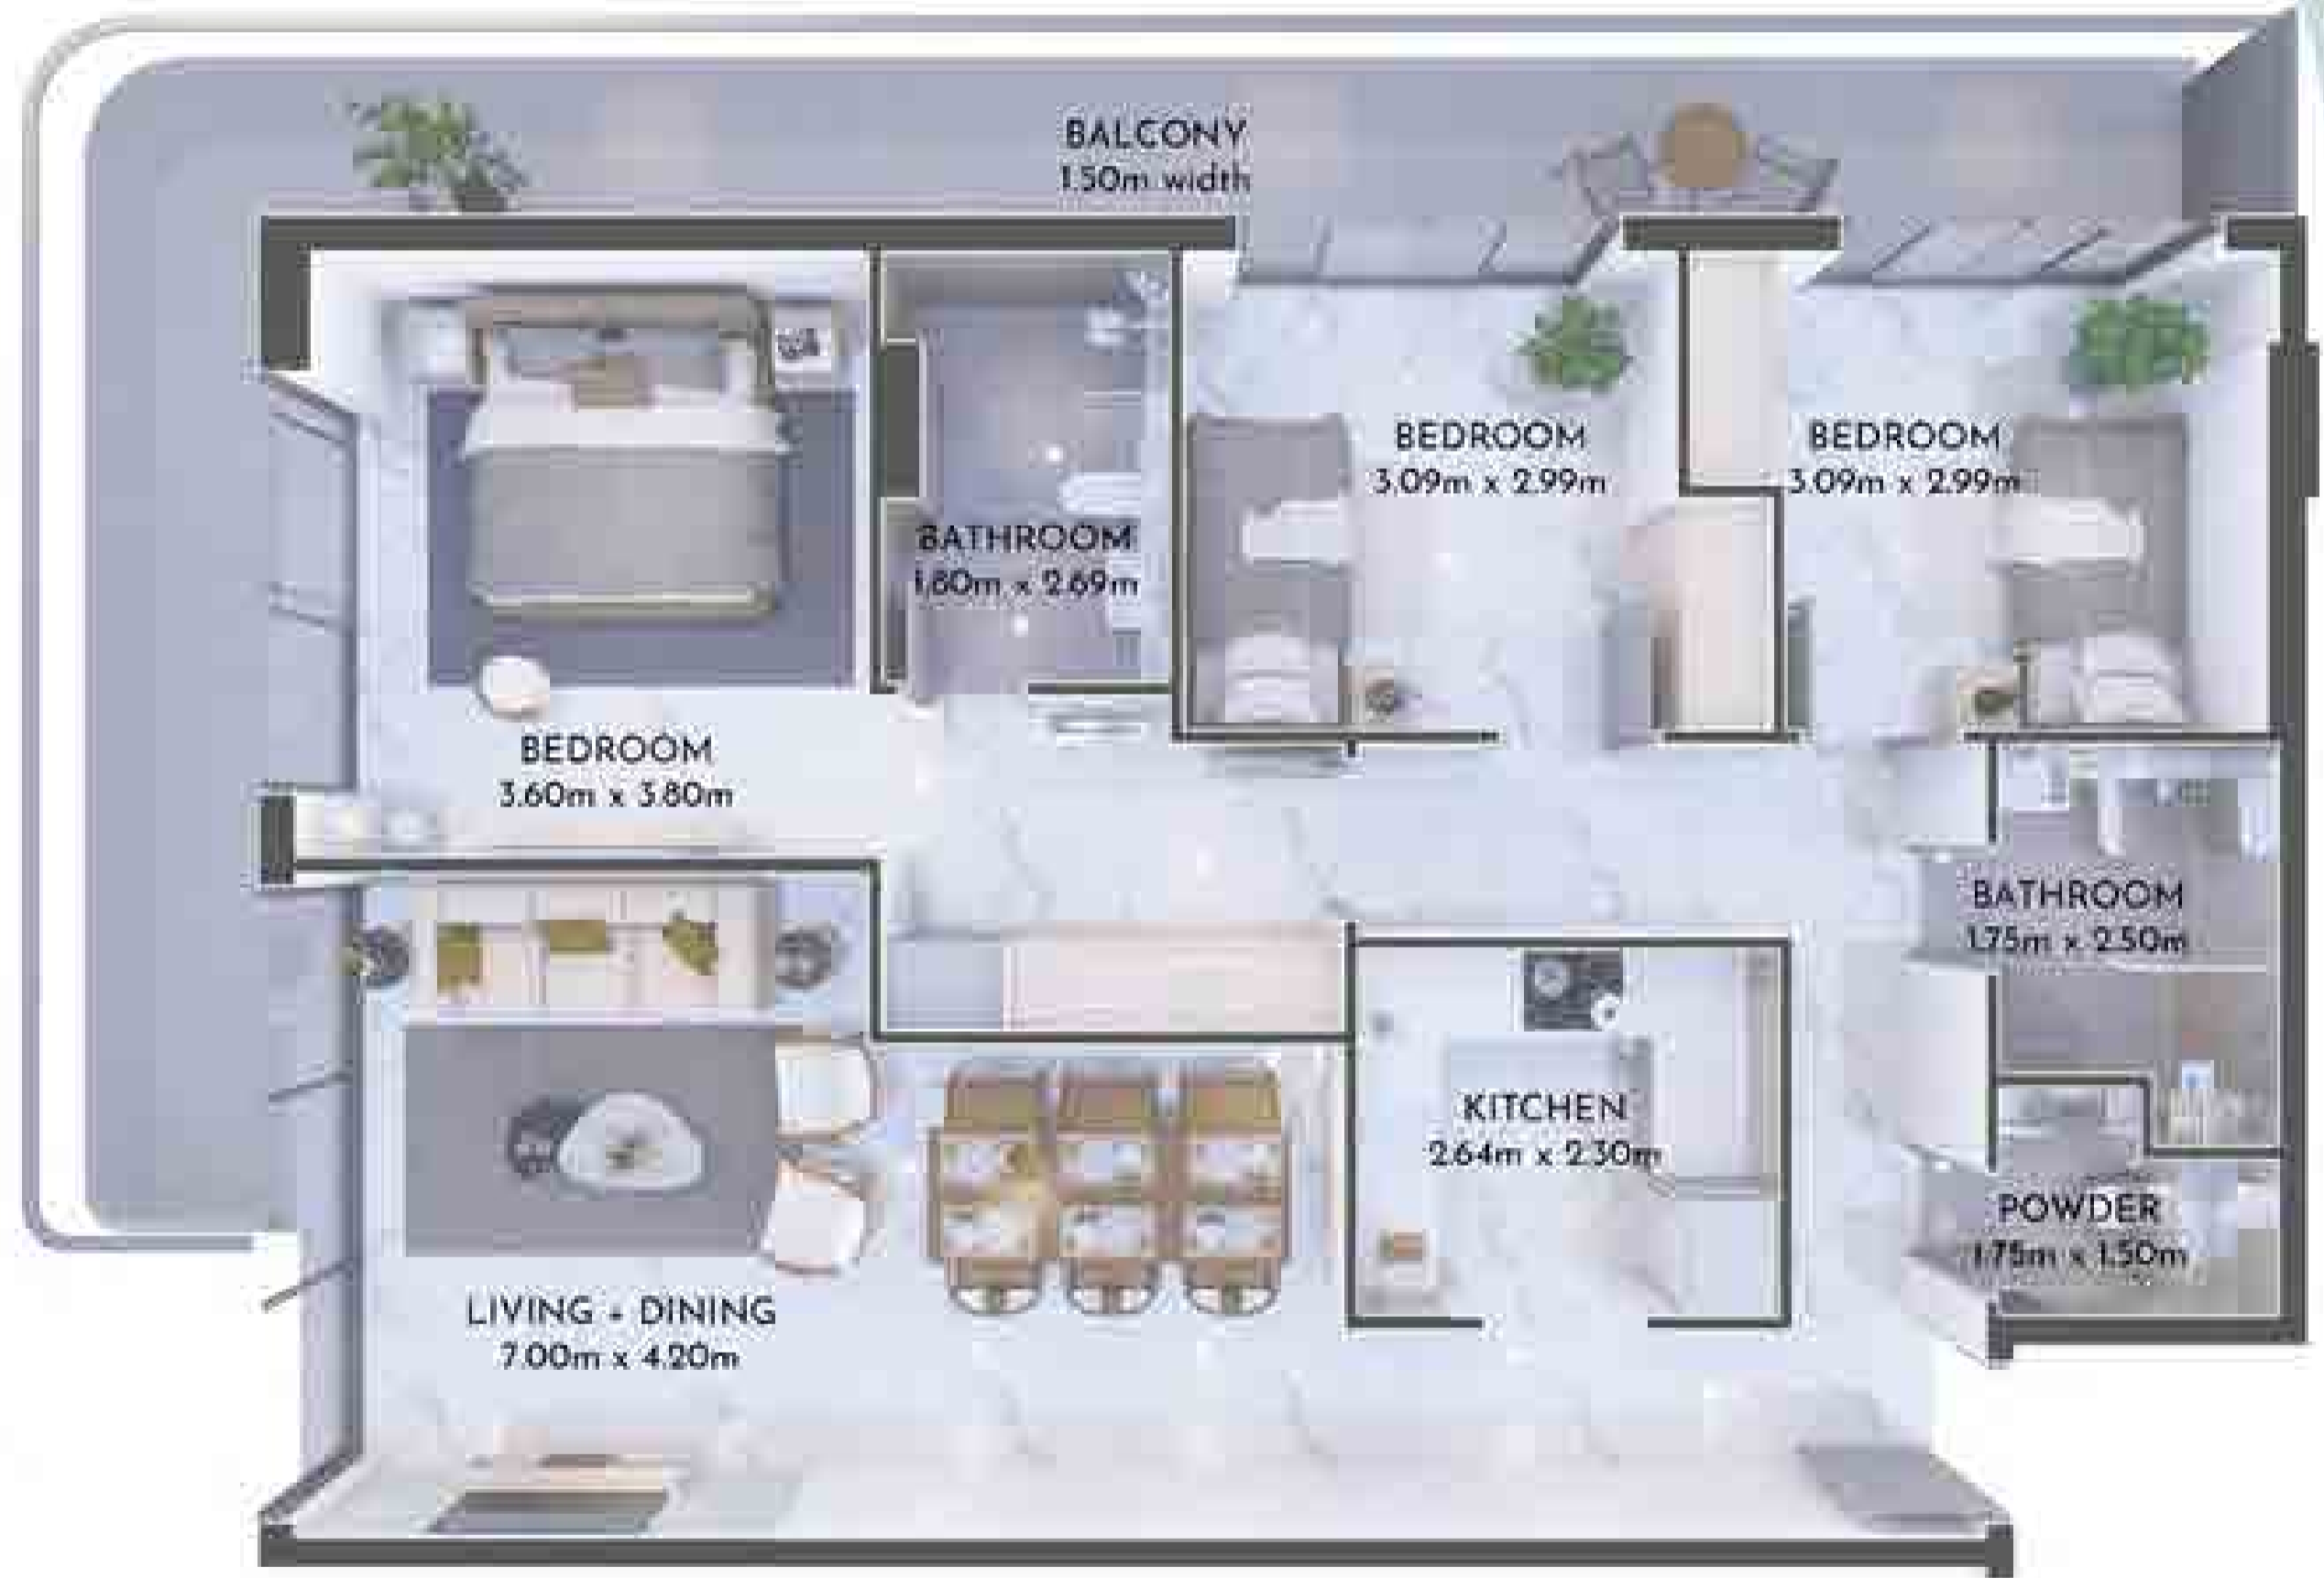 BALCONY
1.50m width
BEDROOM
3.09m x 2.99m
BEDROOM
3.09m x 2.99m
BATHROOM
1.80m x 2.69m
BEDROOM
3.60m x 3.80m
BATHROOM
1.75m x 2.50m
KITCHEN
2.64m x 2.30m
POWDER
1.75m x 1.50m
LIVING + DINING
7.00m x 4.20m